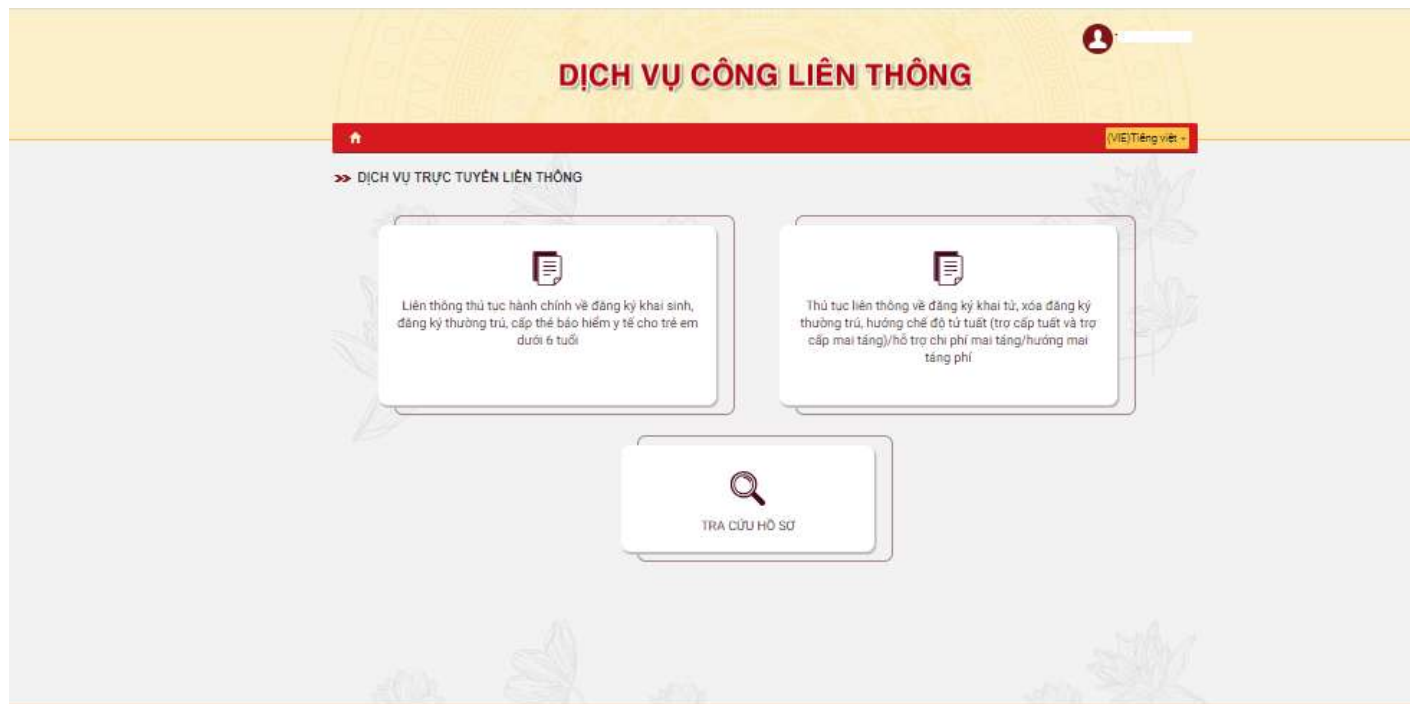 DỊCH VỤ CÔNG LIÊN THÔNG
(VIE)Tiếng việt
DỊCH VỤ TRỰC TUYẾN LIÊN THÔNG
Liên thông thủ tục hành chính về đăng ký khai sinh,
đăng ký thường trú, cấp thẻ bảo hiểm y tế cho trẻ em
dưới 6 tuổi
Thủ tục liên thông về đăng ký khai tử, xóa đăng ký
thường trú, hưởng chế độ tử tuất (trợ cấp tuất và trợ
cấp mai táng)/hỗ trợ chi phí mai táng/hưởng mai
táng phí
TRA CỨU HỒ SƠ